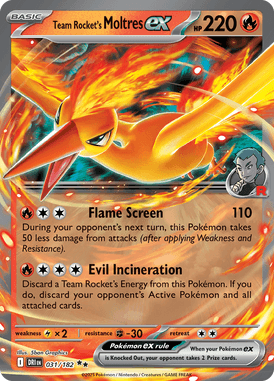 BASIC
Team Rocket's Moltres ex HP 220
R
Flame Screen 110
During your opponent's next turn, this Pokémon takes
50 less damage from attacks (after applying Weakness and
Resistance).
Evil Incineration
Discard a Team Rocket's Energy from this Pokémon. If you
do, discard your opponent's Active Pokémon and all
attached cards.
weakness ×2 resistance -30 retreat
Illus. 5ban Graphics
I DRI EN 031/182
Pokémon ex rule
When your Pokémon ex
is Knocked Out, your opponent takes 2 Prize cards.
©2025 Pokémon / Nintendo / Creatures / GAME FREAK